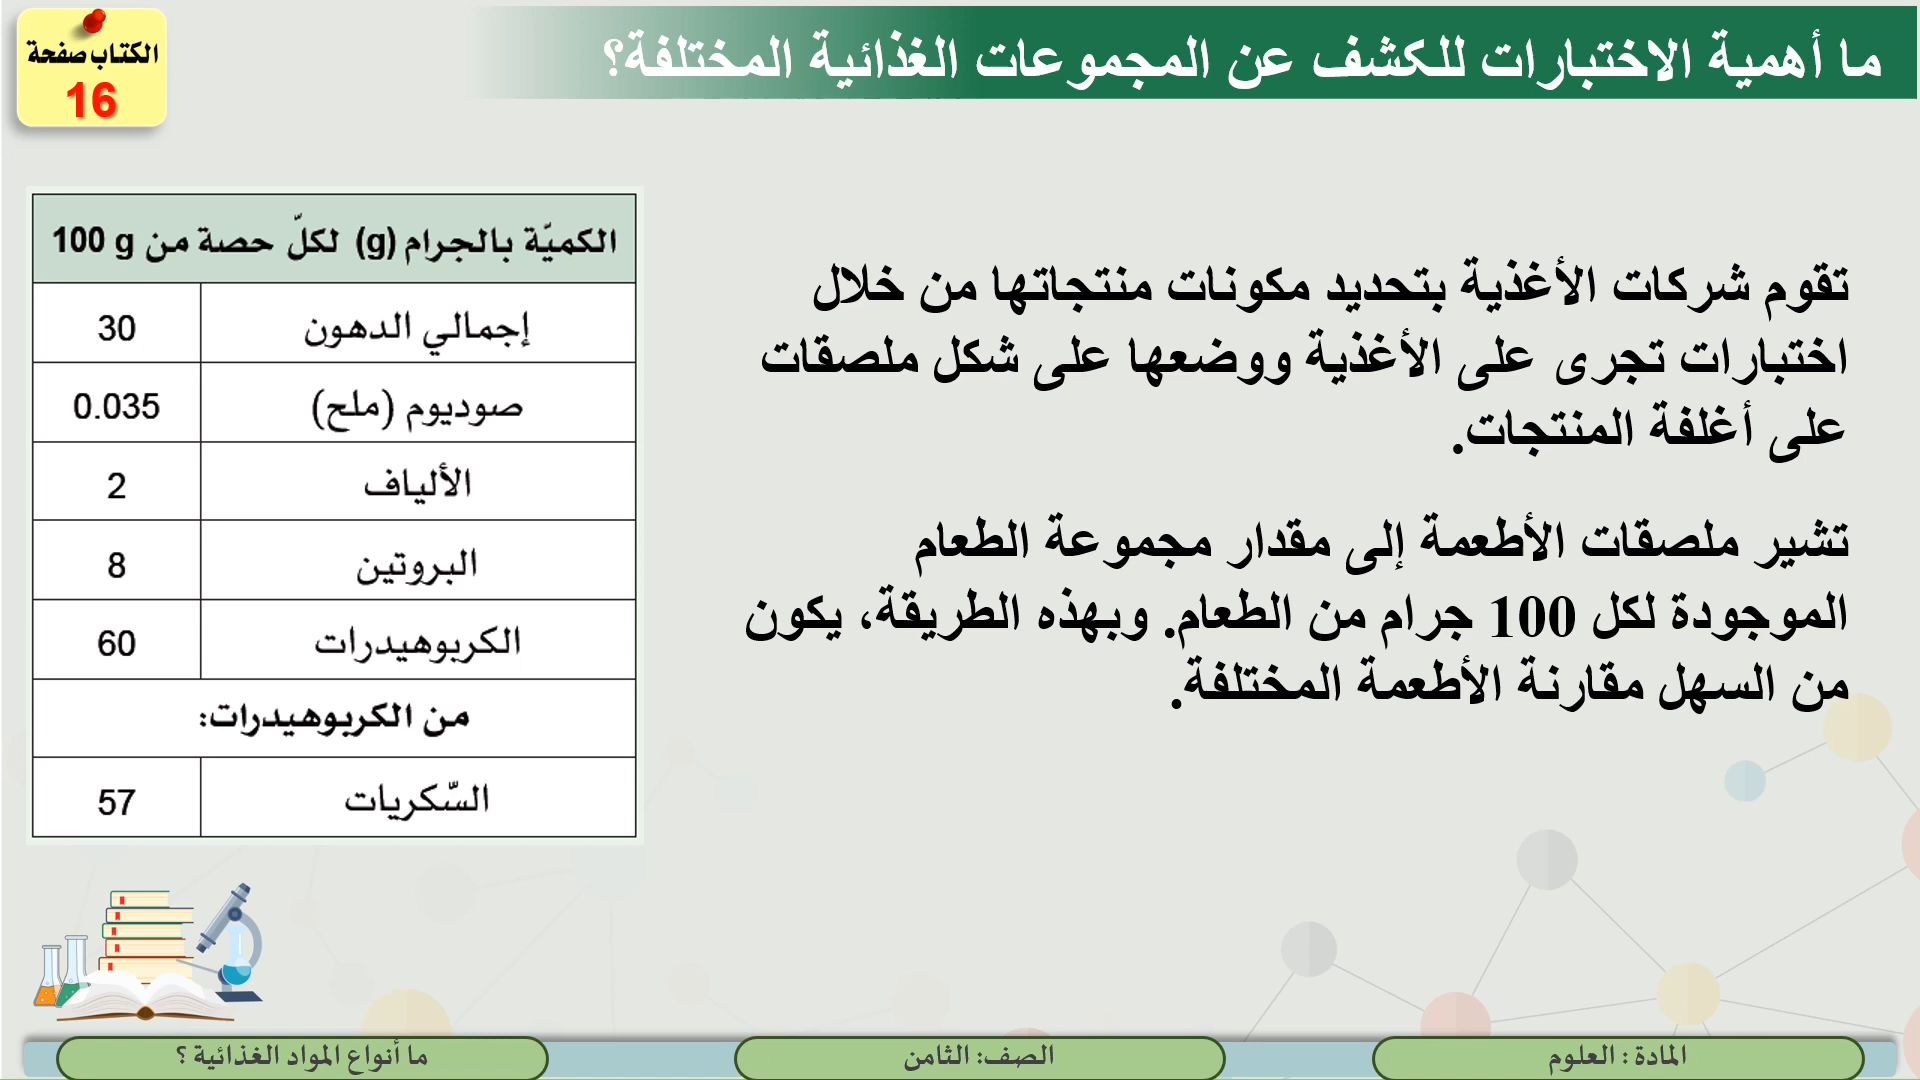 ما أهمية الاختبارات للكشف عن المجموعات الغذائية المختلفة؟
الكتاب صفحة
16
تقوم شركات الأغذية بتحديد مكونات منتجاتها من خلال
اختبارات تجرى على الأغذية ووضعها على شكل ملصقات
على أغلفة المنتجات.
تشير ملصقات الأطعمة إلى مقدار مجموعة الطعام
الموجودة لكل 100 جرام من الطعام. وبهذه الطريقة، يكون
من السهل مقارنة الأطعمة المختلفة.
الكميّة بالجرام (g) لكلّ حصة من 100 g
إجمالي الدهون 30
صوديوم (ملح) 0.035
الألياف 2
البروتين 8
الكربوهيدرات 60
من الكربوهيدرات:
السّكريات 57
المادة : العلوم
الصف: الثامن
ما أنواع المواد الغذائية ؟